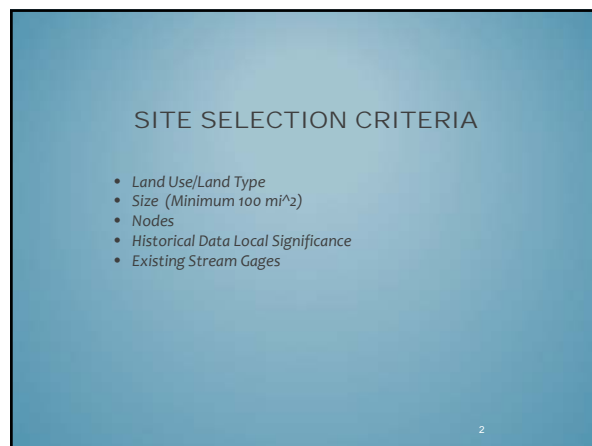 SITE SELECTION CRITERIA
• Land Use/Land Type
• Size (Minimum 100 mi^2)
• Nodes
• Historical Data Local Significance
• Existing Stream Gages
2